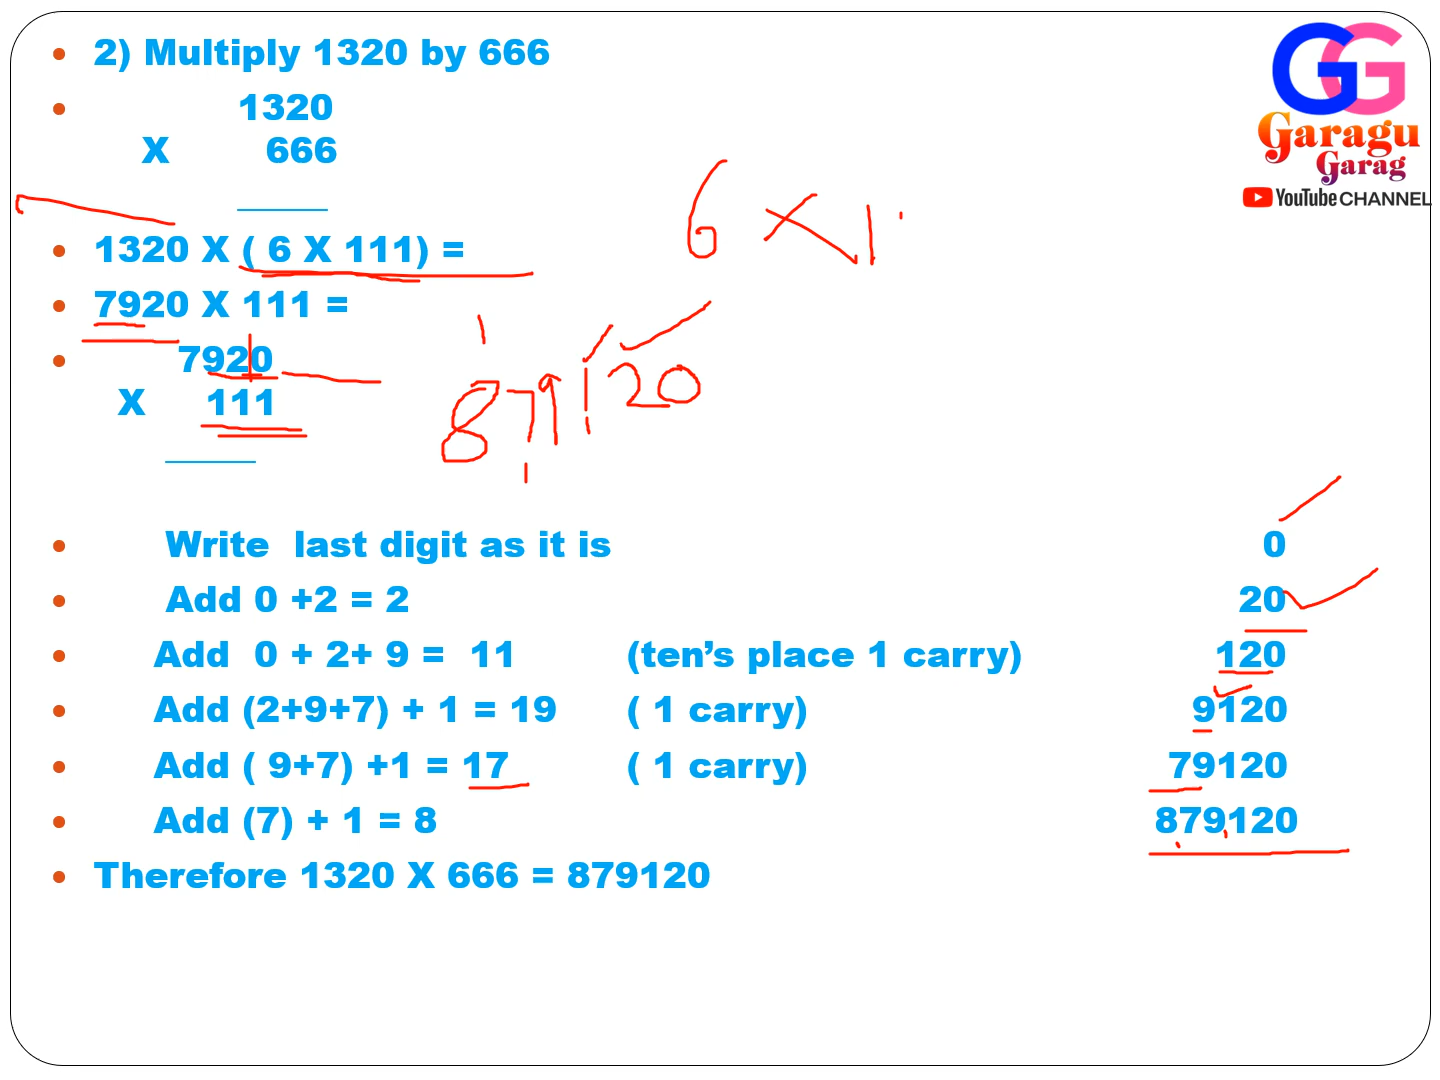 2) Multiply 1320 by 666
1320
X 666
1320 X ( 6 X 111) =
7920 X 111 =
7920
X 111
6 X 1
879120
Write last digit as it is 0
Add 0 +2 = 2 20
Add 0 + 2+ 9 = 11 (ten’s place 1 carry) 120
Add (2+9+7) + 1 = 19 ( 1 carry) 9120
Add ( 9+7) +1 = 17 ( 1 carry) 79120
Add (7) + 1 = 8 879120
Therefore 1320 X 666 = 879120
GG
Garagu
Garag
YouTube CHANNEL